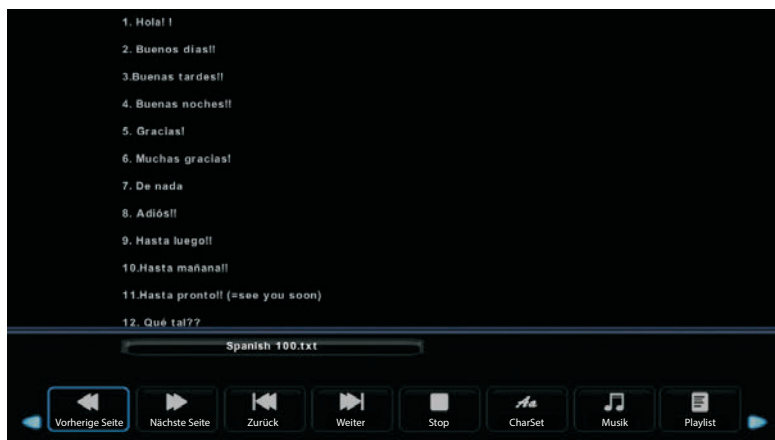 1. Hola! !
2. Buenos días!!
3.Buenas tardes!!
4. Buenas noches!!
5. Gracias!
6. Muchas gracias!
7. De nada
8. Adiós!!
9. Hasta luego!!
10.Hasta mañana!!
11.Hasta pronto!! (=see you soon)
12. Qué tal??
Spanish 100.txt
Vorherige Seite Nächste Seite Zurück Weiter Stop Aa CharSet Musik Playlist